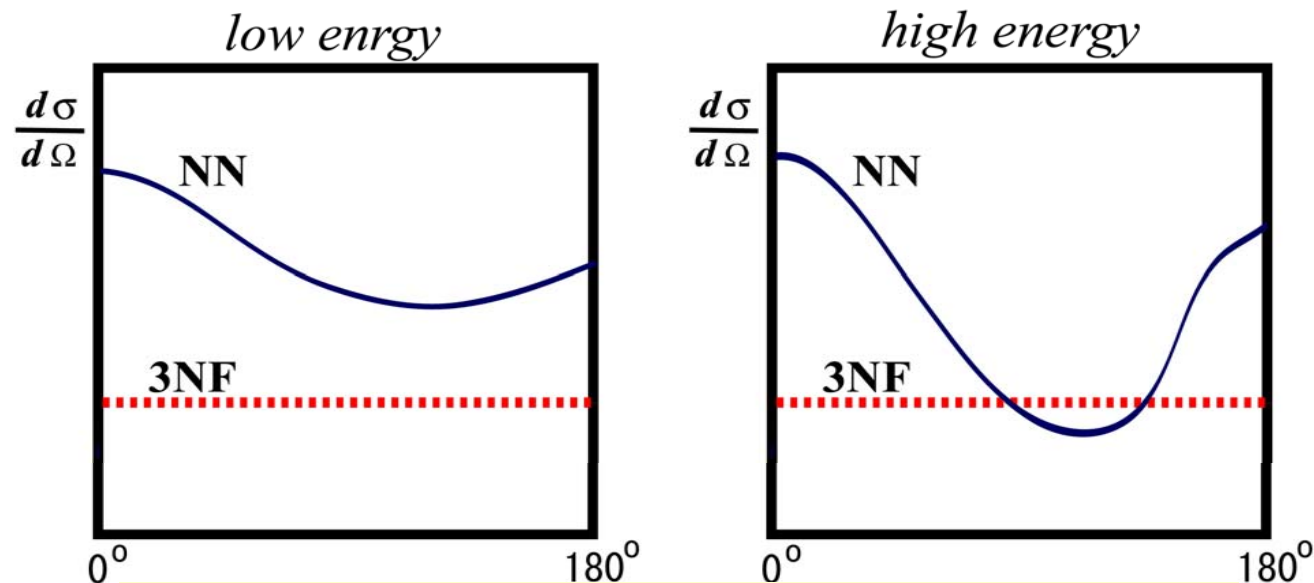 low enrgy
dσ
dΩ
NN
3NF
0° 180°
high energy
dσ
dΩ
NN
3NF
0° 180°